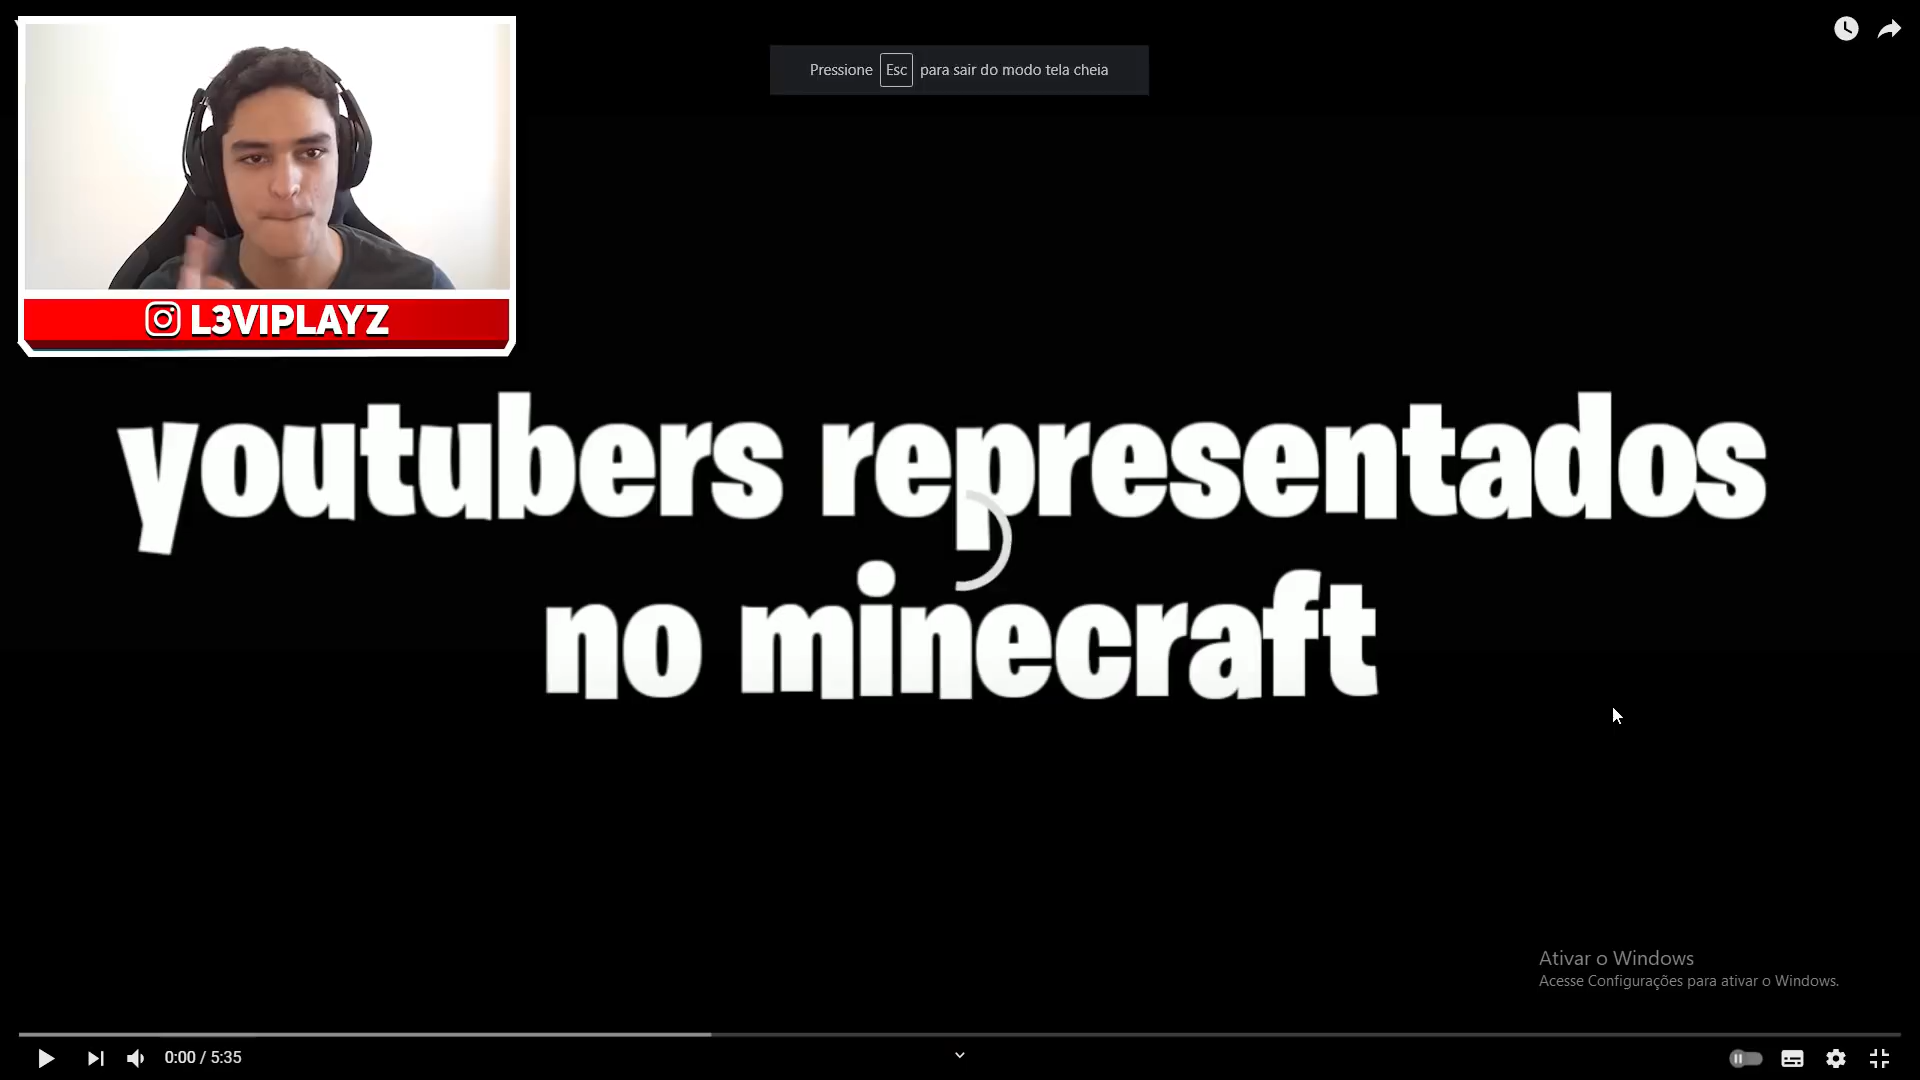 Pressione Esc para sair do modo tela cheia
L3VIPLAYZ
youtubers representados
no minecraft
Ativar o Windows
Acesse Configurações para ativar o Windows.
0:00 / 5:35